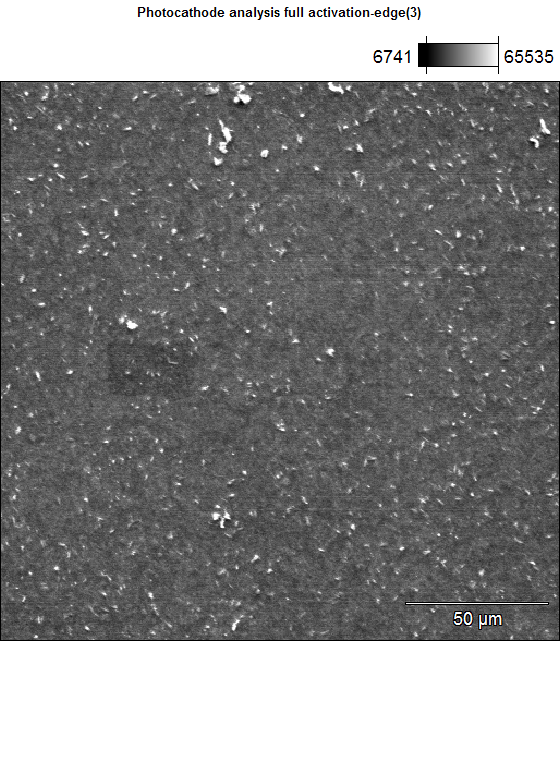 Photocathode analysis full activation-edge(3)
6741 65535
50 µm